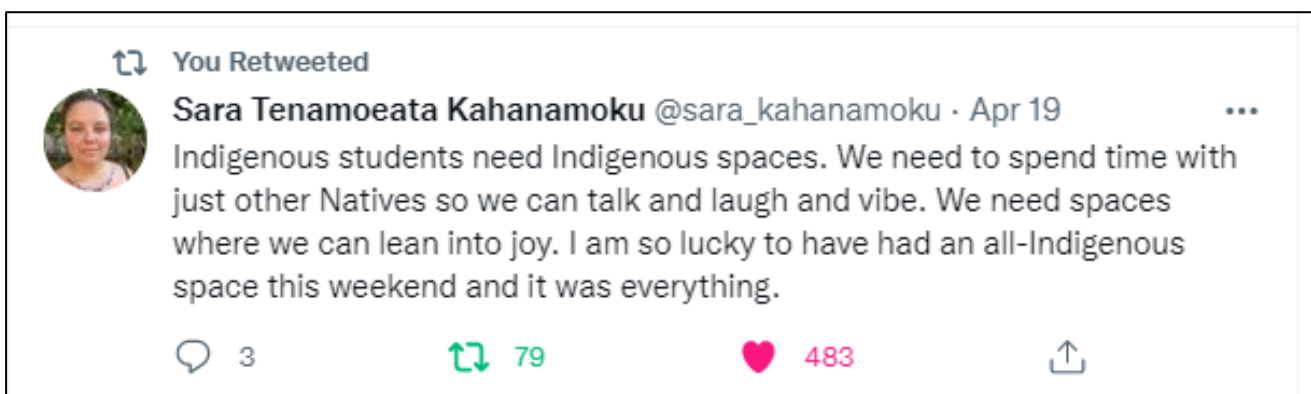 You Retweeted
Sara Tenamoeata Kahanamoku @sara_kahanamoku · Apr 19
Indigenous students need Indigenous spaces. We need to spend time with
just other Natives so we can talk and laugh and vibe. We need spaces
where we can lean into joy. I am so lucky to have had an all-Indigenous
space this weekend and it was everything.
3 79 483